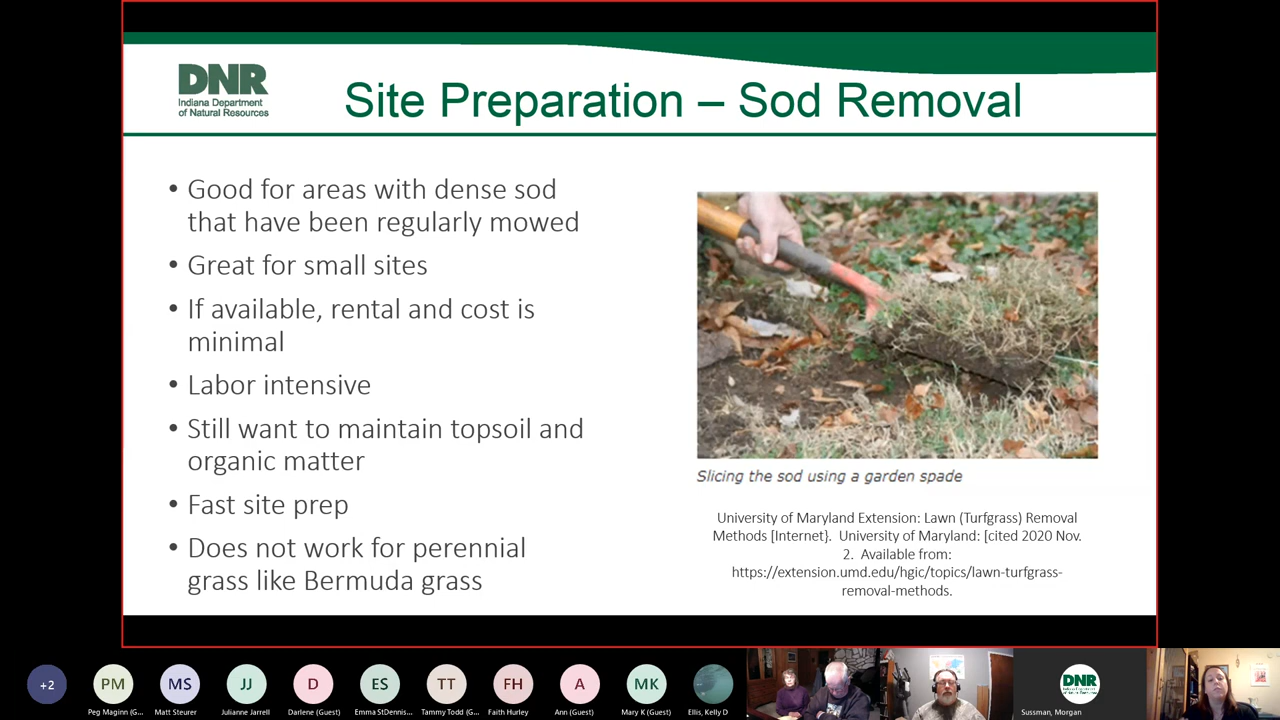 DNR
Indiana Department
of Natural Resources
Site Preparation – Sod Removal
• Good for areas with dense sod
that have been regularly mowed
• Great for small sites
• If available, rental and cost is
minimal
• Labor intensive
• Still want to maintain topsoil and
organic matter
• Fast site prep
• Does not work for perennial
grass like Bermuda grass
Slicing the sod using a garden spade
University of Maryland Extension: Lawn (Turfgrass) Removal
Methods [Internet}.  University of Maryland: [cited 2020 Nov.
2.  Available from:
https://extension.umd.edu/hgic/topics/lawn-turfgrass-
removal-methods.
+2
PM
MS
JJ
D
ES
TT
FH
A
MK
DNR
Peg Maginn (G...
Matt Steurer
Julianne Jarrell
Darlene (Guest)
Emma StDennis...
Tammy Todd (G...
Faith Hurley
Ann (Guest)
Mary K (Guest)
Ellis, Kelly D
Sussman, Morgan